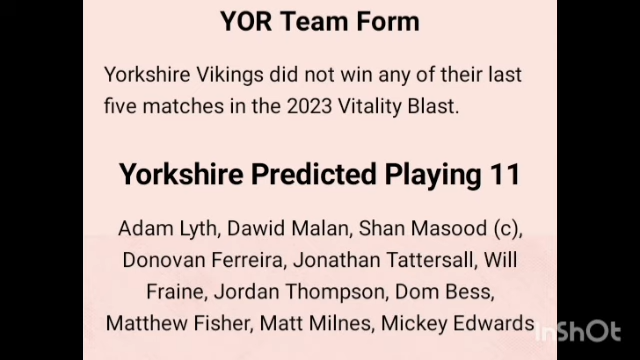 YOR Team Form
Yorkshire Vikings did not win any of their last
five matches in the 2023 Vitality Blast.
Yorkshire Predicted Playing 11
Adam Lyth, Dawid Malan, Shan Masood (c),
Donovan Ferreira, Jonathan Tattersall, Will
Fraine, Jordan Thompson, Dom Bess,
Matthew Fisher, Matt Milnes, Mickey Edwards
InShOt